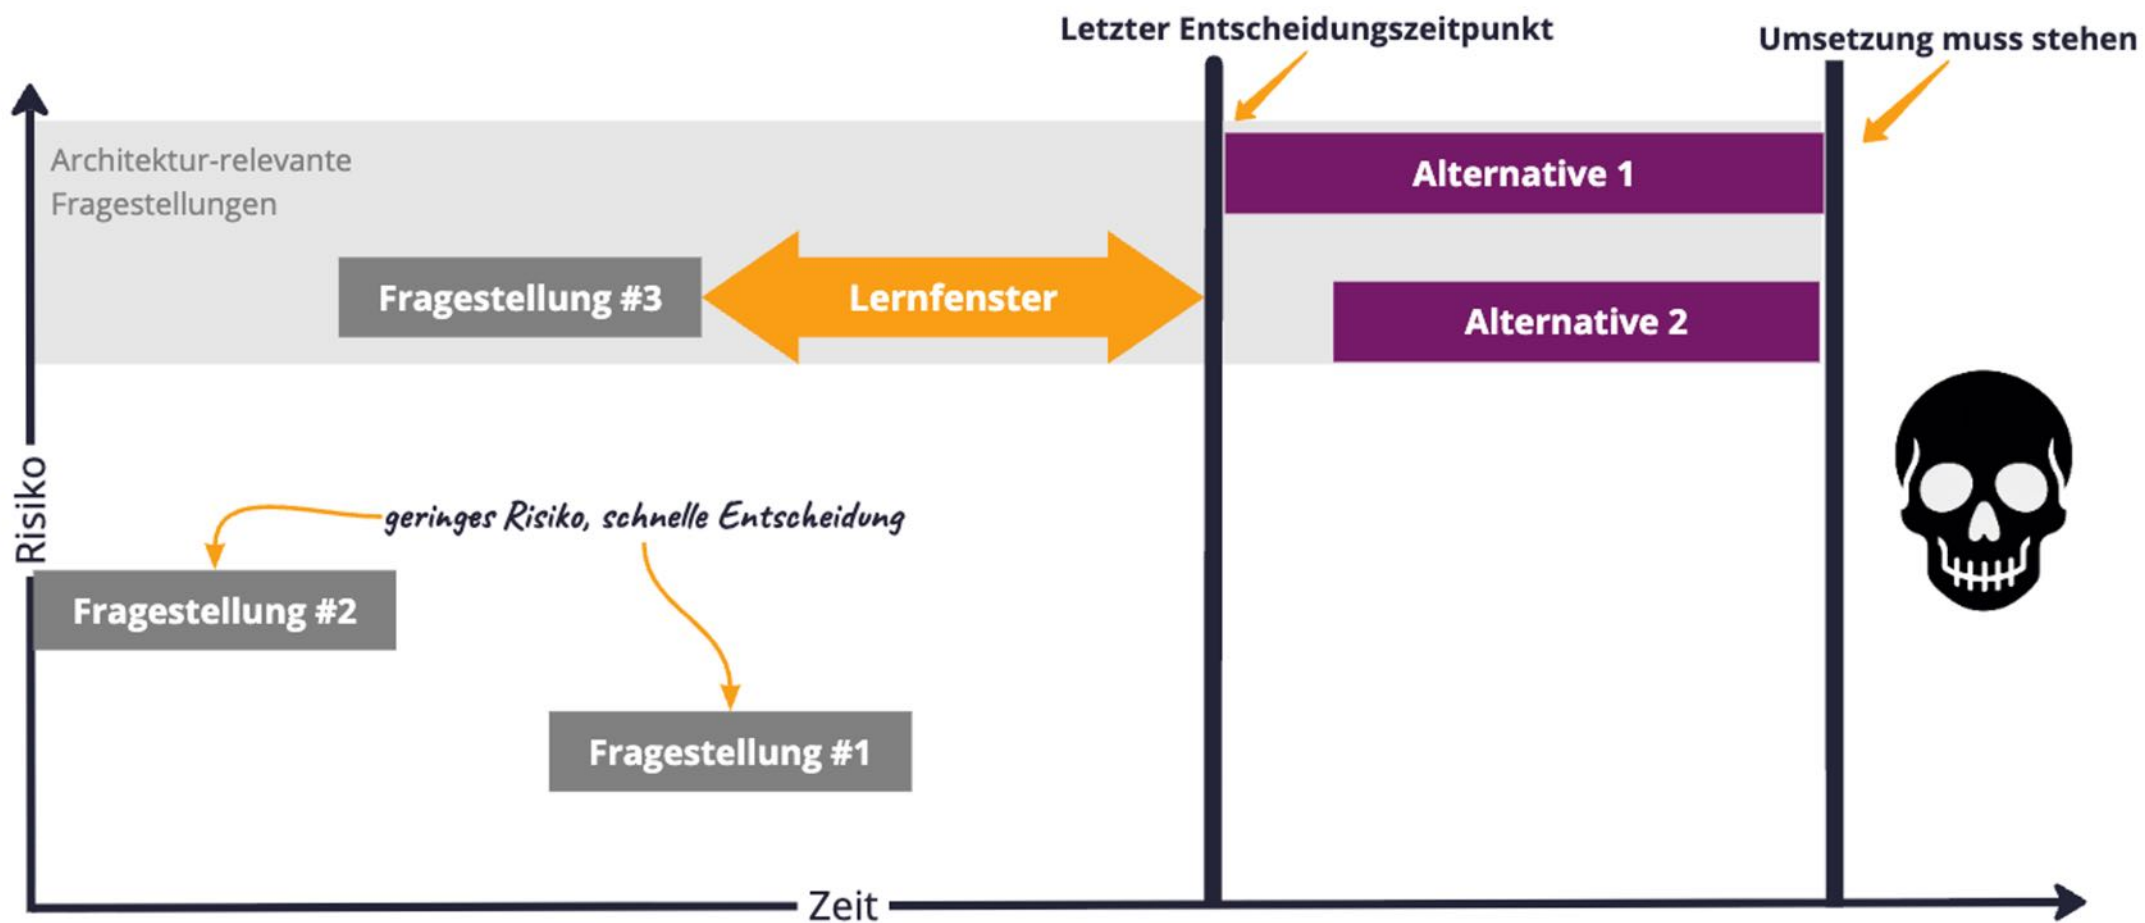 Letzter Entscheidungszeitpunkt
Umsetzung muss stehen
Architektur-relevante
Fragestellungen
Alternative 1
Fragestellung #3
Lernfenster
Alternative 2
Risiko
geringes Risiko, schnelle Entscheidung
Fragestellung #2
Fragestellung #1
Zeit